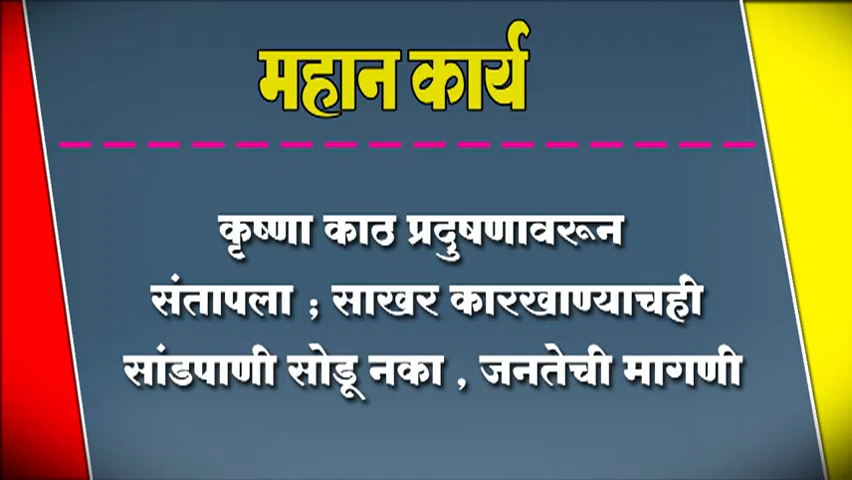 महान कार्य
कृष्णा काठ प्रदुषणावरून
संतापला ; साखर कारखाण्याचही
सांडपाणी सोडू नका , जनतेची मागणी